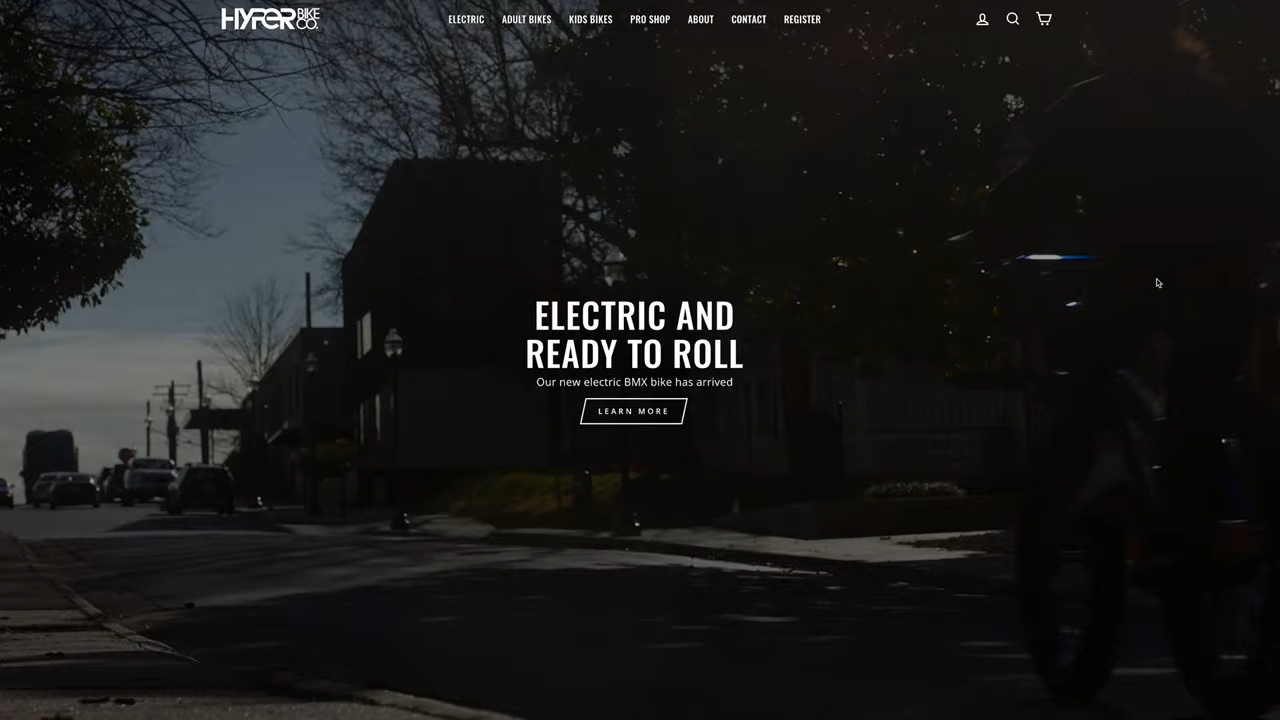 HYPER BIKE CO.
ELECTRIC ADULT BIKES KIDS BIKES PRO SHOP ABOUT CONTACT REGISTER
ELECTRIC AND
READY TO ROLL
Our new electric BMX bike has arrived
LEARN MORE